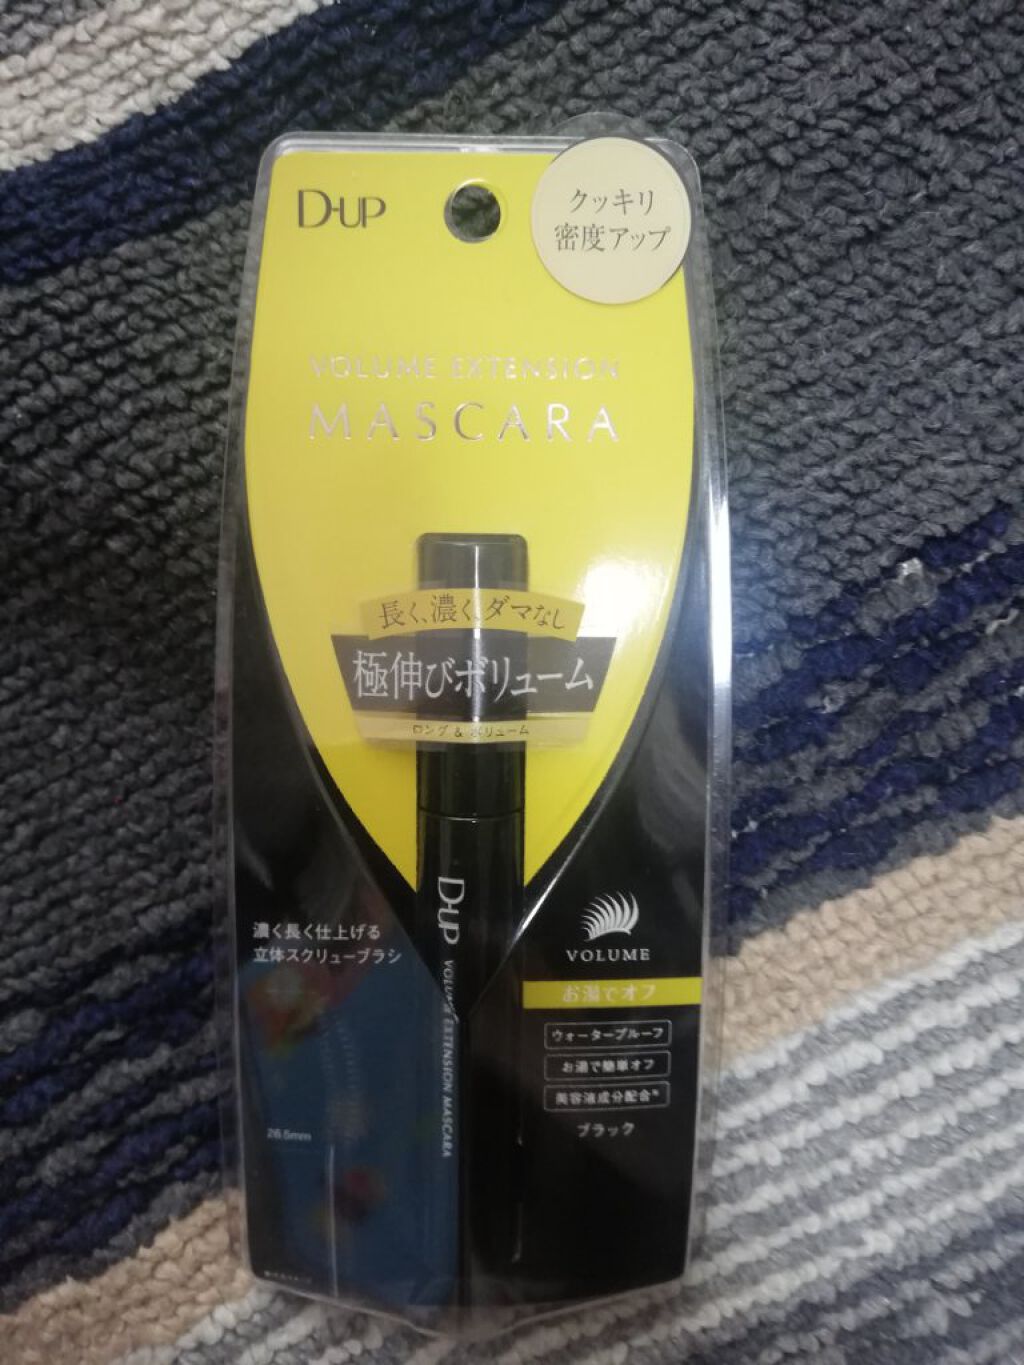 D-UP
クッキリ
密度アップ
VOLUME EXTENSION
MASCARA
長く、濃く、ダマなし
極伸びボリューム
ロング & ボリューム
D-UP VOLUME EXTENSION MASCARA
濃く長く仕上げる
立体スクリューブラシ
26.5mm
VOLUME
お湯でオフ
ウォータープルーフ
お湯で簡単オフ
美容液成分配合*
ブラック